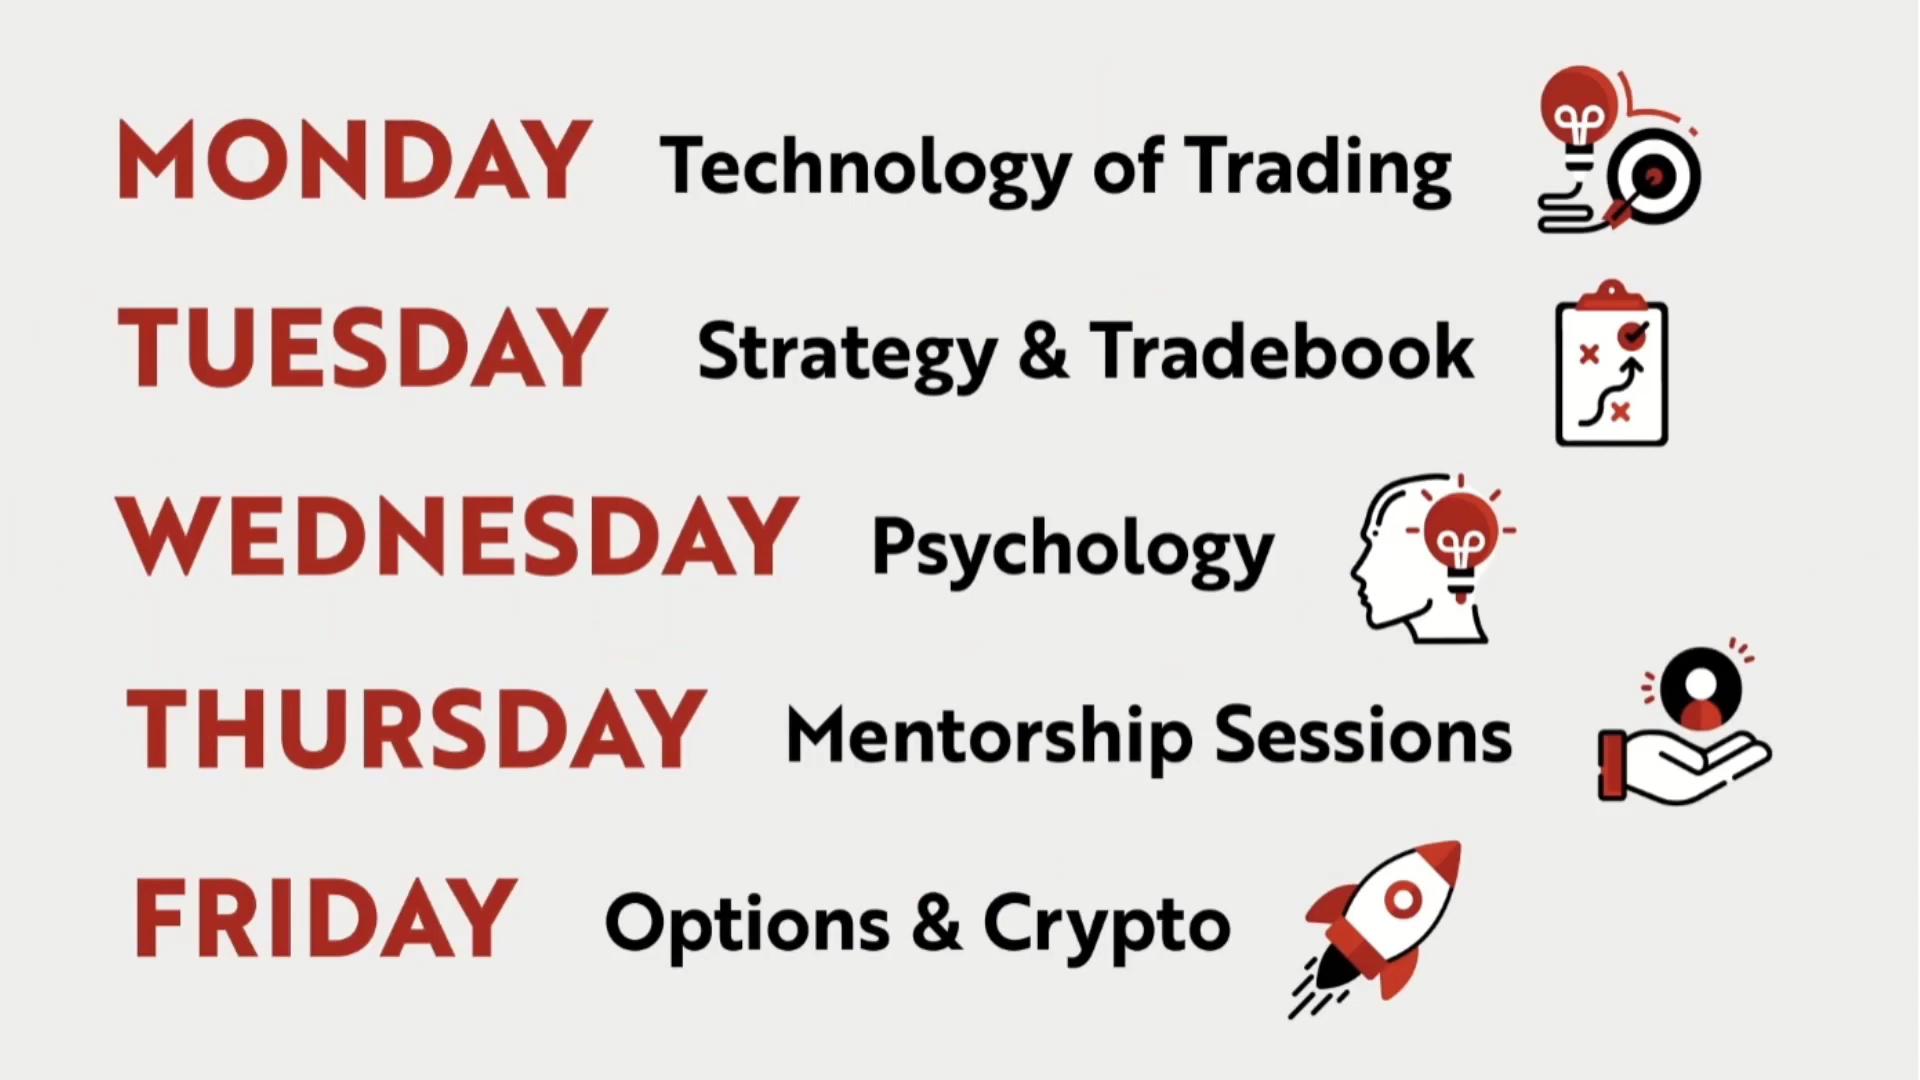 MONDAY Technology of Trading
TUESDAY Strategy & Tradebook
WEDNESDAY Psychology
THURSDAY Mentorship Sessions
FRIDAY Options & Crypto